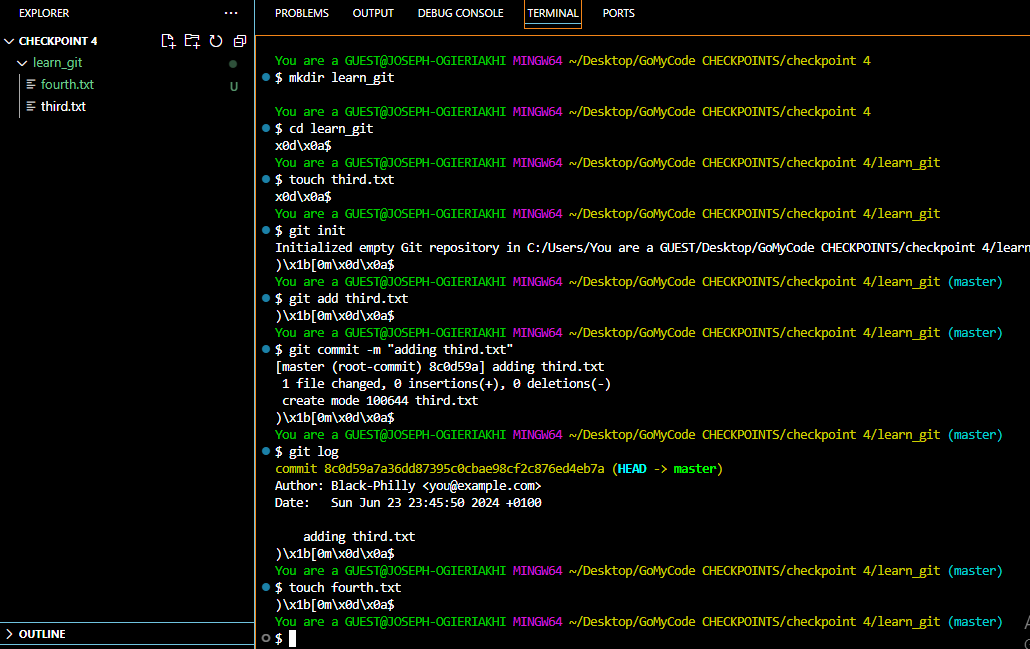 EXPLORER
CHECKPOINT 4
learn_git
fourth.txt U
third.txt
OUTLINE
PROBLEMS OUTPUT DEBUG CONSOLE TERMINAL PORTS
You are a GUEST@JOSEPH-OGIERIAKHI MINGW64 ~/Desktop/GoMyCode CHECKPOINTS/checkpoint 4
$ mkdir learn_git
You are a GUEST@JOSEPH-OGIERIAKHI MINGW64 ~/Desktop/GoMyCode CHECKPOINTS/checkpoint 4
$ cd learn_git
x0d\x0a$
You are a GUEST@JOSEPH-OGIERIAKHI MINGW64 ~/Desktop/GoMyCode CHECKPOINTS/checkpoint 4/learn_git
$ touch third.txt
x0d\x0a$
You are a GUEST@JOSEPH-OGIERIAKHI MINGW64 ~/Desktop/GoMyCode CHECKPOINTS/checkpoint 4/learn_git
$ git init
Initialized empty Git repository in C:/Users/You are a GUEST/Desktop/GoMyCode CHECKPOINTS/checkpoint 4/learn
)\x1b[0m\x0d\x0a$
You are a GUEST@JOSEPH-OGIERIAKHI MINGW64 ~/Desktop/GoMyCode CHECKPOINTS/checkpoint 4/learn_git (master)
$ git add third.txt
)\x1b[0m\x0d\x0a$
You are a GUEST@JOSEPH-OGIERIAKHI MINGW64 ~/Desktop/GoMyCode CHECKPOINTS/checkpoint 4/learn_git (master)
$ git commit -m "adding third.txt"
[master (root-commit) 8c0d59a] adding third.txt
1 file changed, 0 insertions(+), 0 deletions(-)
create mode 100644 third.txt
)\x1b[0m\x0d\x0a$
You are a GUEST@JOSEPH-OGIERIAKHI MINGW64 ~/Desktop/GoMyCode CHECKPOINTS/checkpoint 4/learn_git (master)
$ git log
commit 8c0d59a7a36dd87395c0cbae98cf2c876ed4eb7a (HEAD -> master)
Author: Black-Philly <you@example.com>
Date: Sun Jun 23 23:45:50 2024 +0100
adding third.txt
)\x1b[0m\x0d\x0a$
You are a GUEST@JOSEPH-OGIERIAKHI MINGW64 ~/Desktop/GoMyCode CHECKPOINTS/checkpoint 4/learn_git (master)
$ touch fourth.txt
)\x1b[0m\x0d\x0a$
You are a GUEST@JOSEPH-OGIERIAKHI MINGW64 ~/Desktop/GoMyCode CHECKPOINTS/checkpoint 4/learn_git (master)
$